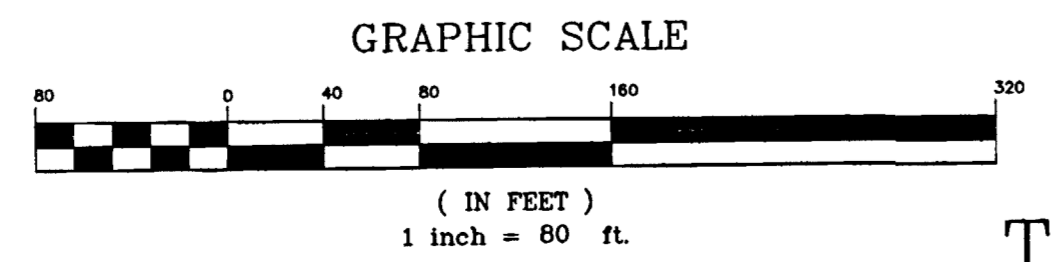 GRAPHIC SCALE
80 0 40 80 160 320
( IN FEET )
1 inch = 80 ft.
T